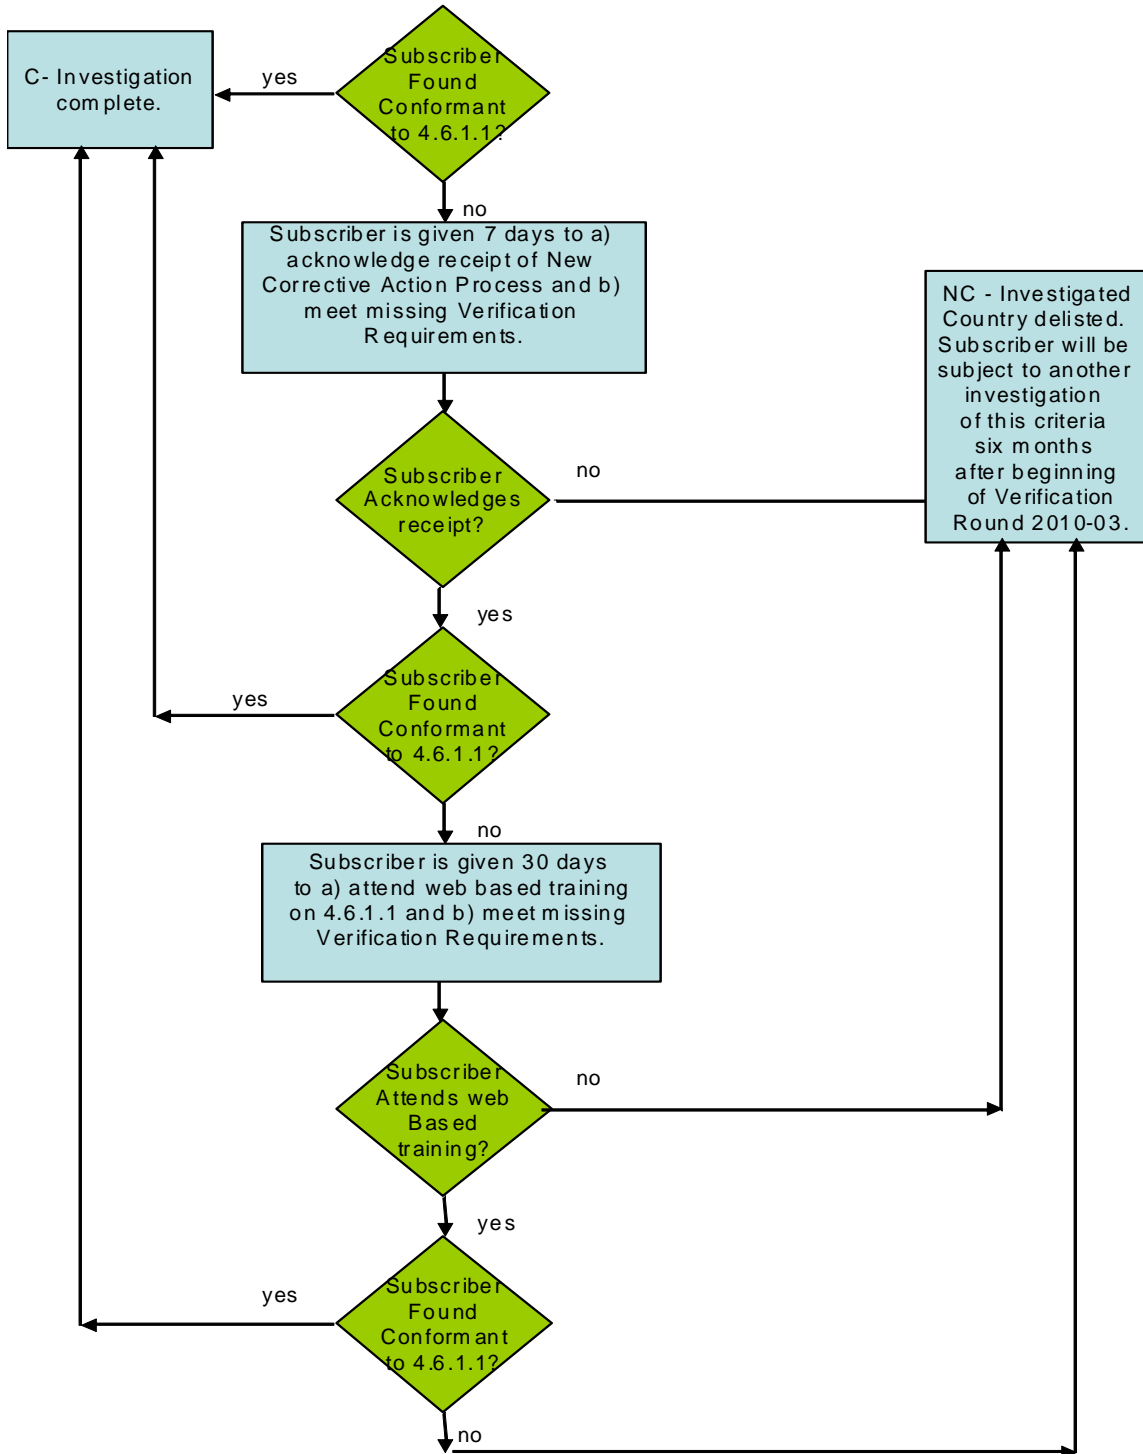 C- Investigation
complete.
yes
Subscriber
Found
Conformant
to 4.6.1.1?
no
Subscriber is given 7 days to a)
acknowledge receipt of New
Corrective Action Process and b)
meet missing Verification
Requirements.
NC - Investigated
Country delisted.
Subscriber will be
subject to another
investigation
of this criteria
six months
after beginning
of Verification
Round 2010-03.
Subscriber
Acknowledges
receipt?
no
yes
Subscriber
Found
Conformant
to 4.6.1.1?
yes
no
Subscriber is given 30 days
to a) attend web based training
on 4.6.1.1 and b) meet missing
Verification Requirements.
Subscriber
Attends web
Based
training?
no
yes
Subscriber
Found
Conformant
to 4.6.1.1?
yes
no